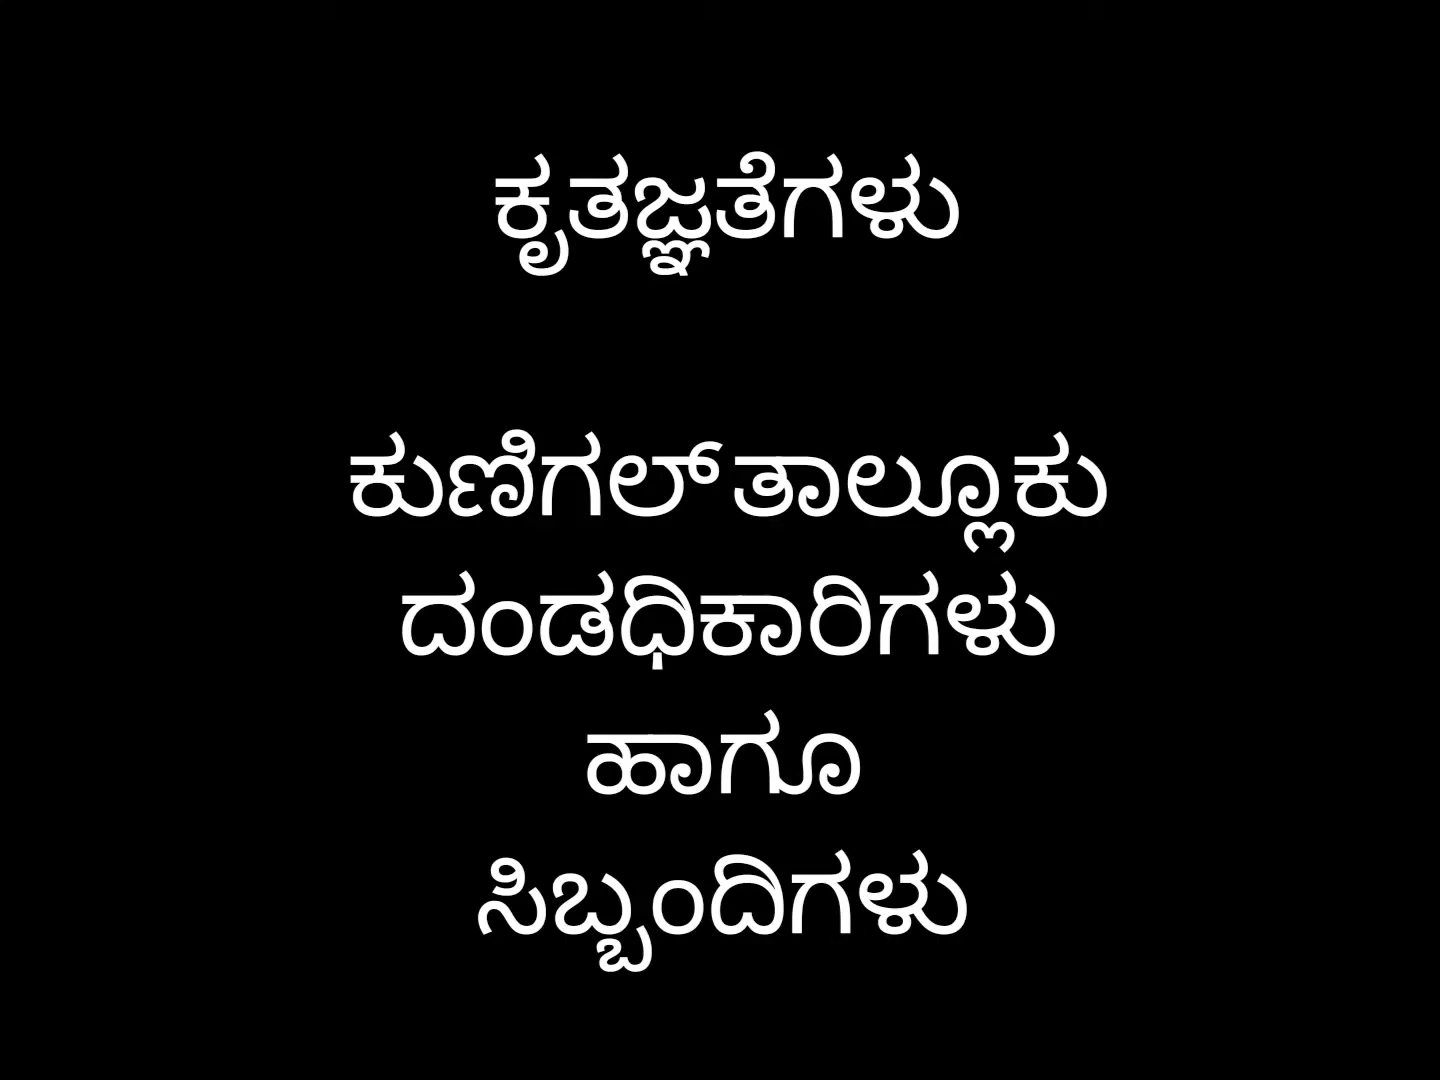 ಕೃತಜ್ಞತೆಗಳು
ಕುಣಿಗಲ್ ತಾಲ್ಲೂಕು
ದಂಡಧಿಕಾರಿಗಳು
ಹಾಗೂ
ಸಿಬ್ಬಂದಿಗಳು